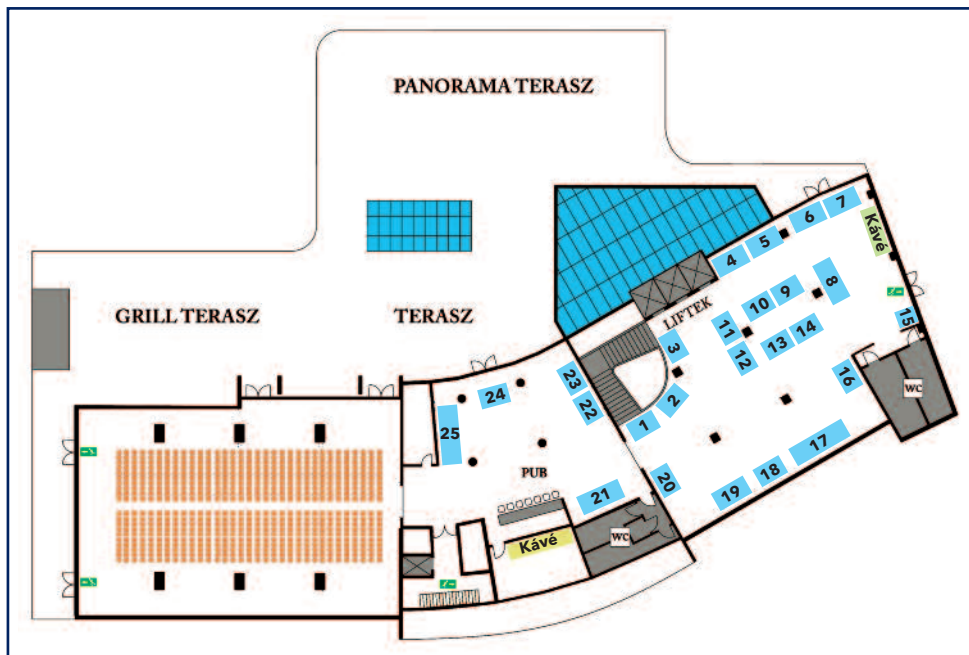 PANORAMA TERASZ
GRILL TERASZ
TERASZ
LIFTEK
Kávé
7
6
5
4
8
9
10
11
12
13
14
15
16
WC
3
2
1
17
18
19
20
23
22
24
25
PUB
21
WC
Kávé